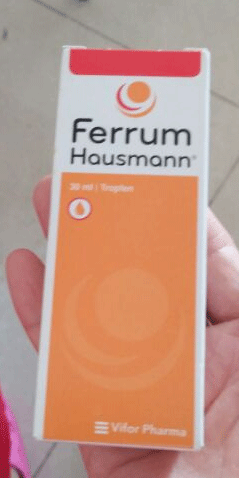 Ferrum
Hausmann®
30 ml | Tropfen
Vifor Pharma